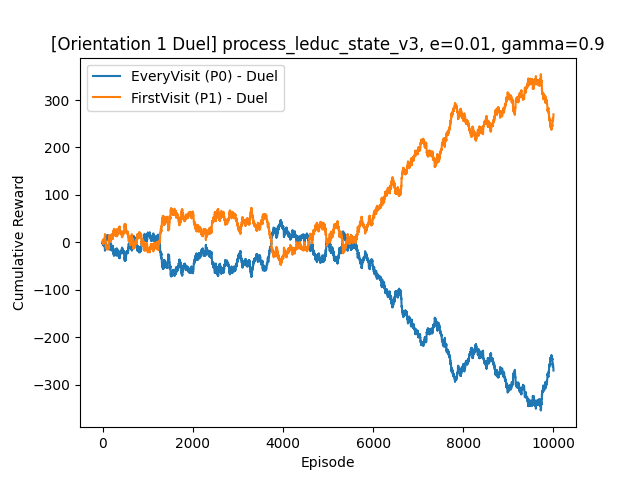 [Orientation 1 Duel] process_leduc_state_v3, e=0.01, gamma=0.9
EveryVisit (P0) - Duel
FirstVisit (P1) - Duel
Cumulative Reward
300
200
100
0
−100
−200
−300
0
2000
4000
6000
8000
10000
Episode